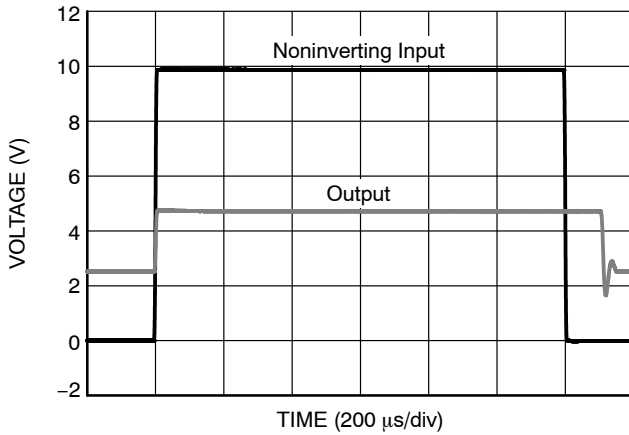 12
10
8
6
4
2
0
−2
VOLTAGE (V)
Noninverting Input
Output
TIME (200 μs/div)